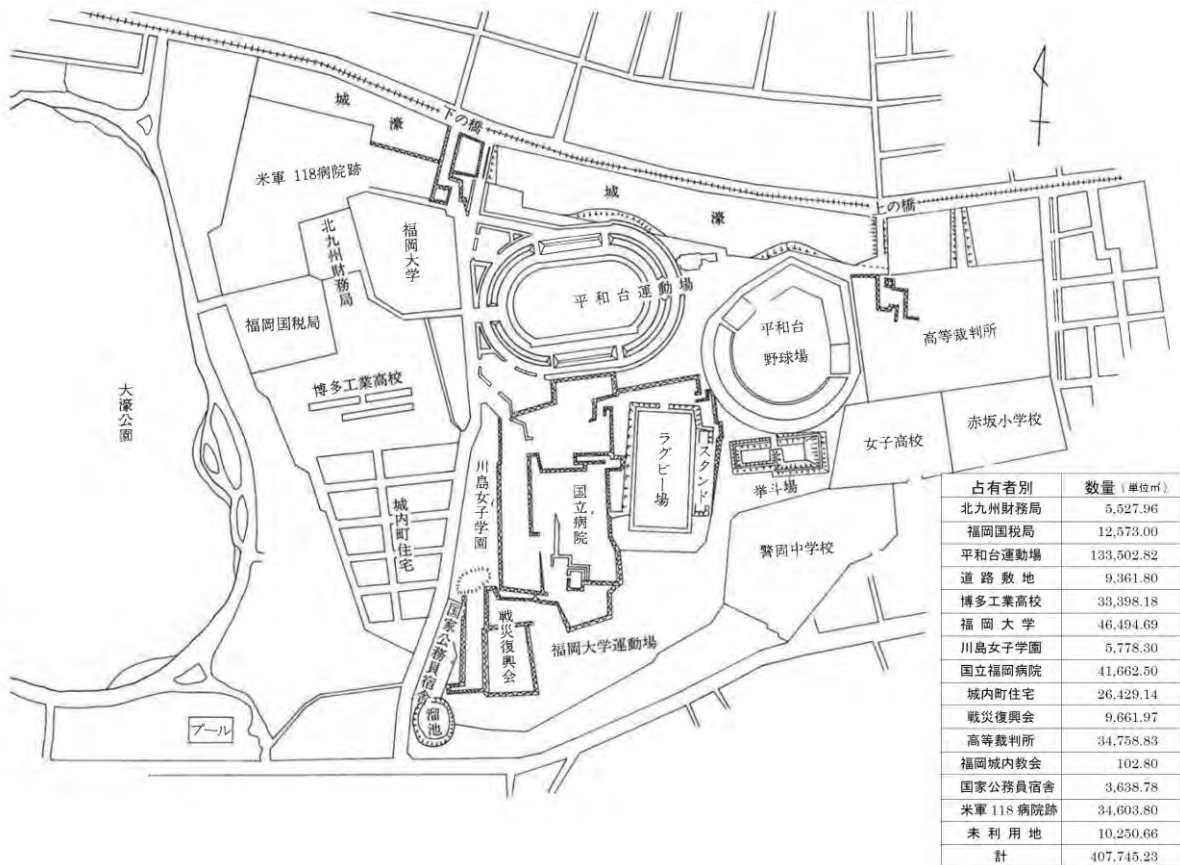 城
濠
下の橋
米軍 118病院跡
城
濠
上の橋
北九州財務局
福岡大学
平和台運動場
福岡国税局
平和台
野球場
高等裁判所
大濠公園
博多工業高校
赤坂小学校
女子高校
ラグビー場
スタンド
川島女子学園
国立病院
拳斗場
城内町住宅
警固中学校
国家公務員宿舎
戦災復興会
福岡大学運動場
溜池
プール
占有者別 数量（単位㎡）
北九州財務局 5,527.96
福岡国税局 12,573.00
平和台運動場 133,502.82
道路敷地 9,361.80
博多工業高校 33,398.18
福岡大学 46,494.69
川島女子学園 5,778.30
国立福岡病院 41,662.50
城内町住宅 26,429.14
戦災復興会 9,661.97
高等裁判所 34,758.83
福岡城内教会 102.80
国家公務員宿舎 3,638.78
米軍 118 病院跡 34,603.80
未利用地 10,250.66
計 407,745.23